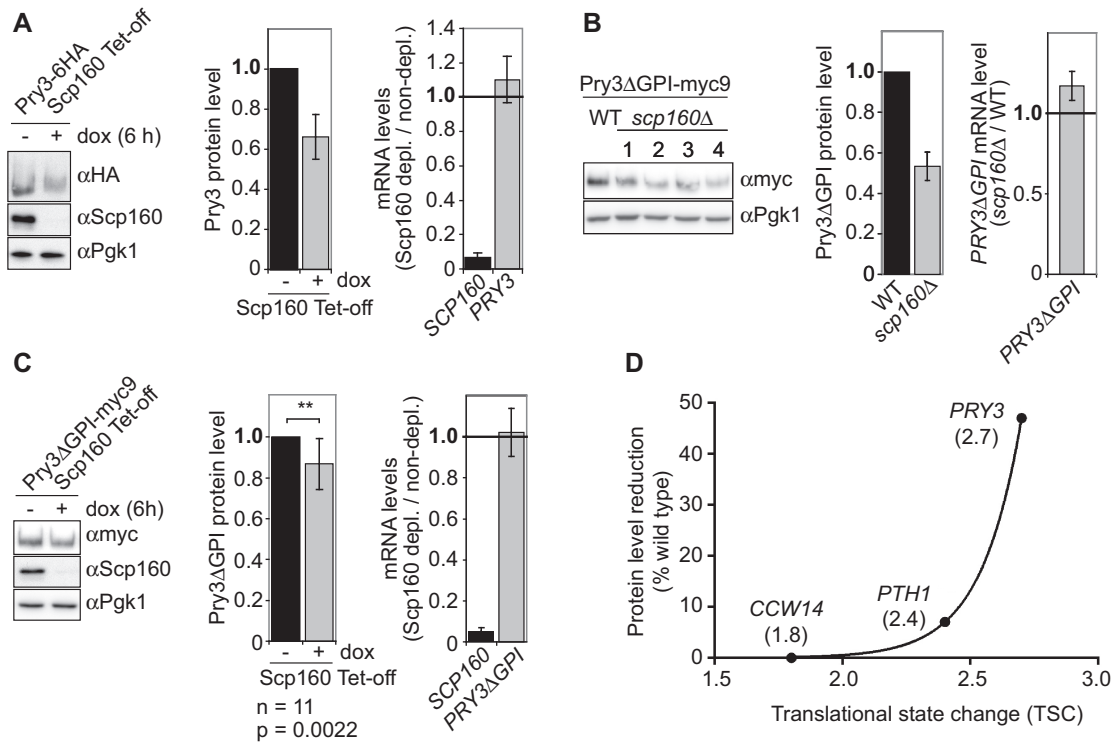 A
Pry3-6HA
Scp160 Tet-off
- + dox (6 h)
αHA
αScp160
αPgk1
Pry3 protein level
1.0
0.8
0.6
0.4
0.2
0
- + dox
Scp160 Tet-off
mRNA levels
(Scp160 depl. / non-depl.)
1.4
1.2
1.0
0.8
0.6
0.4
0.2
0
SCP160
PRY3
B
Pry3ΔGPI-myc9
WT scp160Δ
1 2 3 4
αmyc
αPgk1
Pry3ΔGPI protein level
1.0
0.8
0.6
0.4
0.2
0
WT
scp160Δ
PRY3ΔGPI mRNA level
(scp160Δ / WT)
1.0
0.5
0
PRY3ΔGPI
C
Pry3ΔGPI-myc9
Scp160 Tet-off
- + dox (6h)
αmyc
αScp160
αPgk1
Pry3ΔGPI protein level
1.0
0.8
0.6
0.4
0.2
0
**
- + dox
Scp160 Tet-off
n = 11
p = 0.0022
mRNA levels
(Scp160 depl. / non-depl.)
1.0
0.8
0.6
0.4
0.2
0
SCP160
PRY3ΔGPI
D
Protein level reduction
(% wild type)
50
40
30
20
10
0
PRY3
(2.7)
PTH1
(2.4)
CCW14
(1.8)
1.5 2.0 2.5 3.0
Translational state change (TSC)